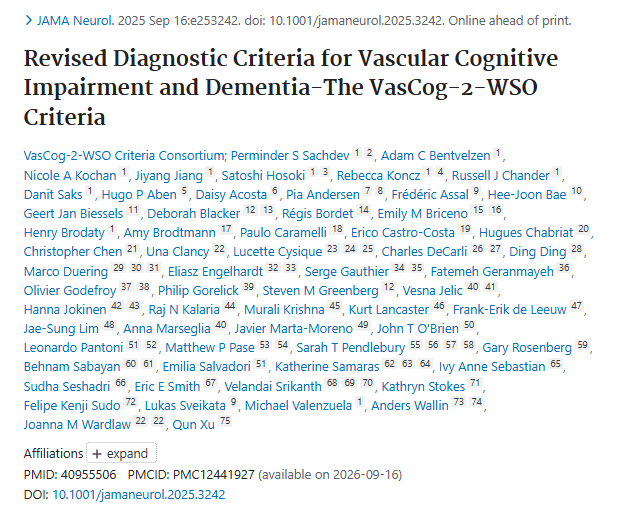 JAMA Neurol. 2025 Sep 16:e253242. doi: 10.1001/jamaneurol.2025.3242. Online ahead of print.
Revised Diagnostic Criteria for Vascular Cognitive
Impairment and Dementia-The VasCog-2-WSO
Criteria
VasCog-2-WSO Criteria Consortium; Perminder S Sachdev 1 2, Adam C Bentvelzen 1,
Nicole A Kochan 1, Jiyang Jiang 1, Satoshi Hosoki 1 3, Rebecca Koncz 1 4, Russell J Chander 1,
Danit Saks 1, Hugo P Aben 5, Daisy Acosta 6, Pia Andersen 7 8, Frédéric Assal 9, Hee-Joon Bae 10,
Geert Jan Biessels 11, Deborah Blacker 12 13, Régis Bordet 14, Emily M Briceno 15 16,
Henry Brodaty 1, Amy Brodtmann 17, Paulo Caramelli 18, Erico Castro-Costa 19, Hugues Chabriat 20,
Christopher Chen 21, Una Clancy 22, Lucette Cysique 23 24 25, Charles DeCarli 26 27, Ding Ding 28,
Marco Duering 29 30 31, Eliasz Engelhardt 32 33, Serge Gauthier 34 35, Fatemeh Geranmayeh 36,
Olivier Godefroy 37 38, Philip Gorelick 39, Steven M Greenberg 12, Vesna Jelic 40 41,
Hanna Jokinen 42 43, Raj N Kalaria 44, Murali Krishna 45, Kurt Lancaster 46, Frank-Erik de Leeuw 47,
Jae-Sung Lim 48, Anna Marseglia 40, Javier Marta-Moreno 49, John T O'Brien 50,
Leonardo Pantoni 51 52, Matthew P Pase 53 54, Sarah T Pendlebury 55 56 57 58, Gary Rosenberg 59,
Behnam Sabayan 60 61, Emilia Salvadori 51, Katherine Samaras 62 63 64, Ivy Anne Sebastian 65,
Sudha Seshadri 66, Eric E Smith 67, Velandai Srikanth 68 69 70, Kathryn Stokes 71,
Felipe Kenji Sudo 72, Lukas Sveikata 9, Michael Valenzuela 1, Anders Wallin 73 74,
Joanna M Wardlaw 22 22, Qun Xu 75
Affiliations + expand
PMID: 40955506 PMCID: PMC12441927 (available on 2026-09-16)
DOI: 10.1001/jamaneurol.2025.3242